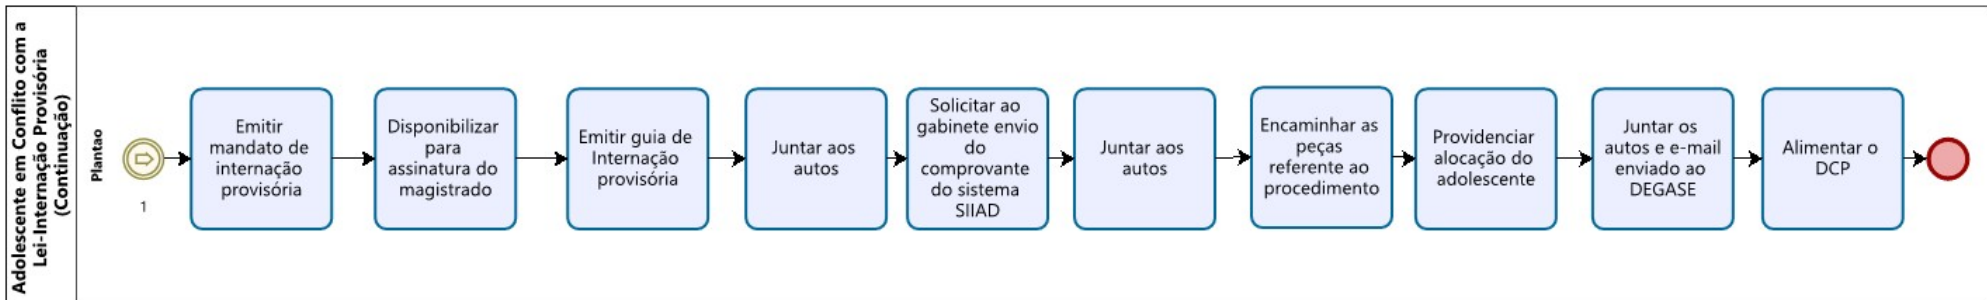 Adolescente em Conflito com a
Lei-Internação Provisória
(Continuação)
Plantao
1
Emitir
mandato de
internação
provisória
Disponibilizar
para
assinatura do
magistrado
Emitir guia de
Internação
provisória
Juntar aos
autos
Solicitar ao
gabinete envio
do
comprovante
do sistema
SIIAD
Juntar aos
autos
Encaminhar as
peças
referente ao
procedimento
Providenciar
alocação do
adolescente
Juntar os
autos e e-mail
enviado ao
DEGASE
Alimentar o
DCP